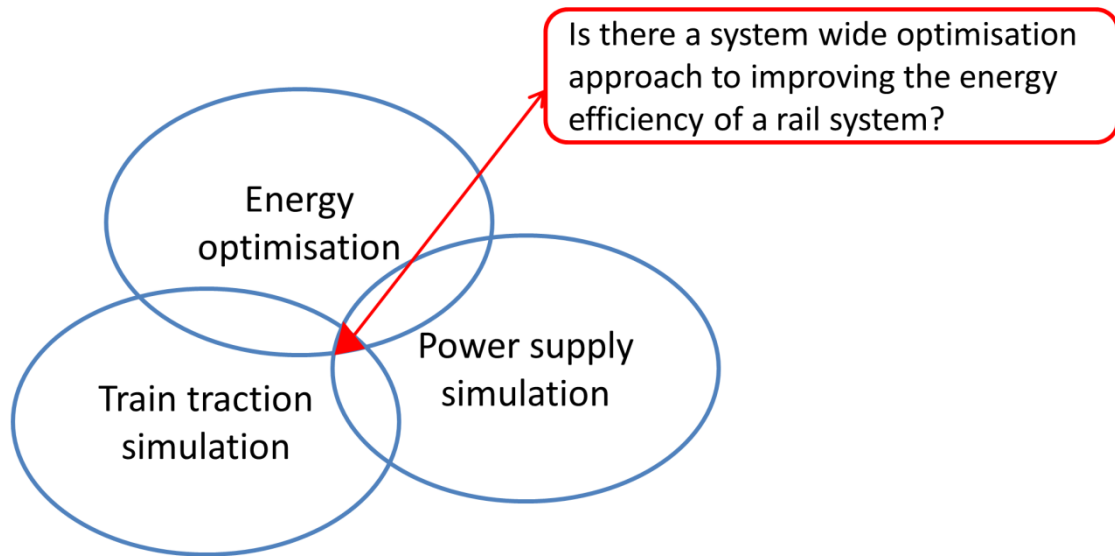 Is there a system wide optimisation
approach to improving the energy
efficiency of a rail system?
Energy
optimisation
Power supply
simulation
Train traction
simulation